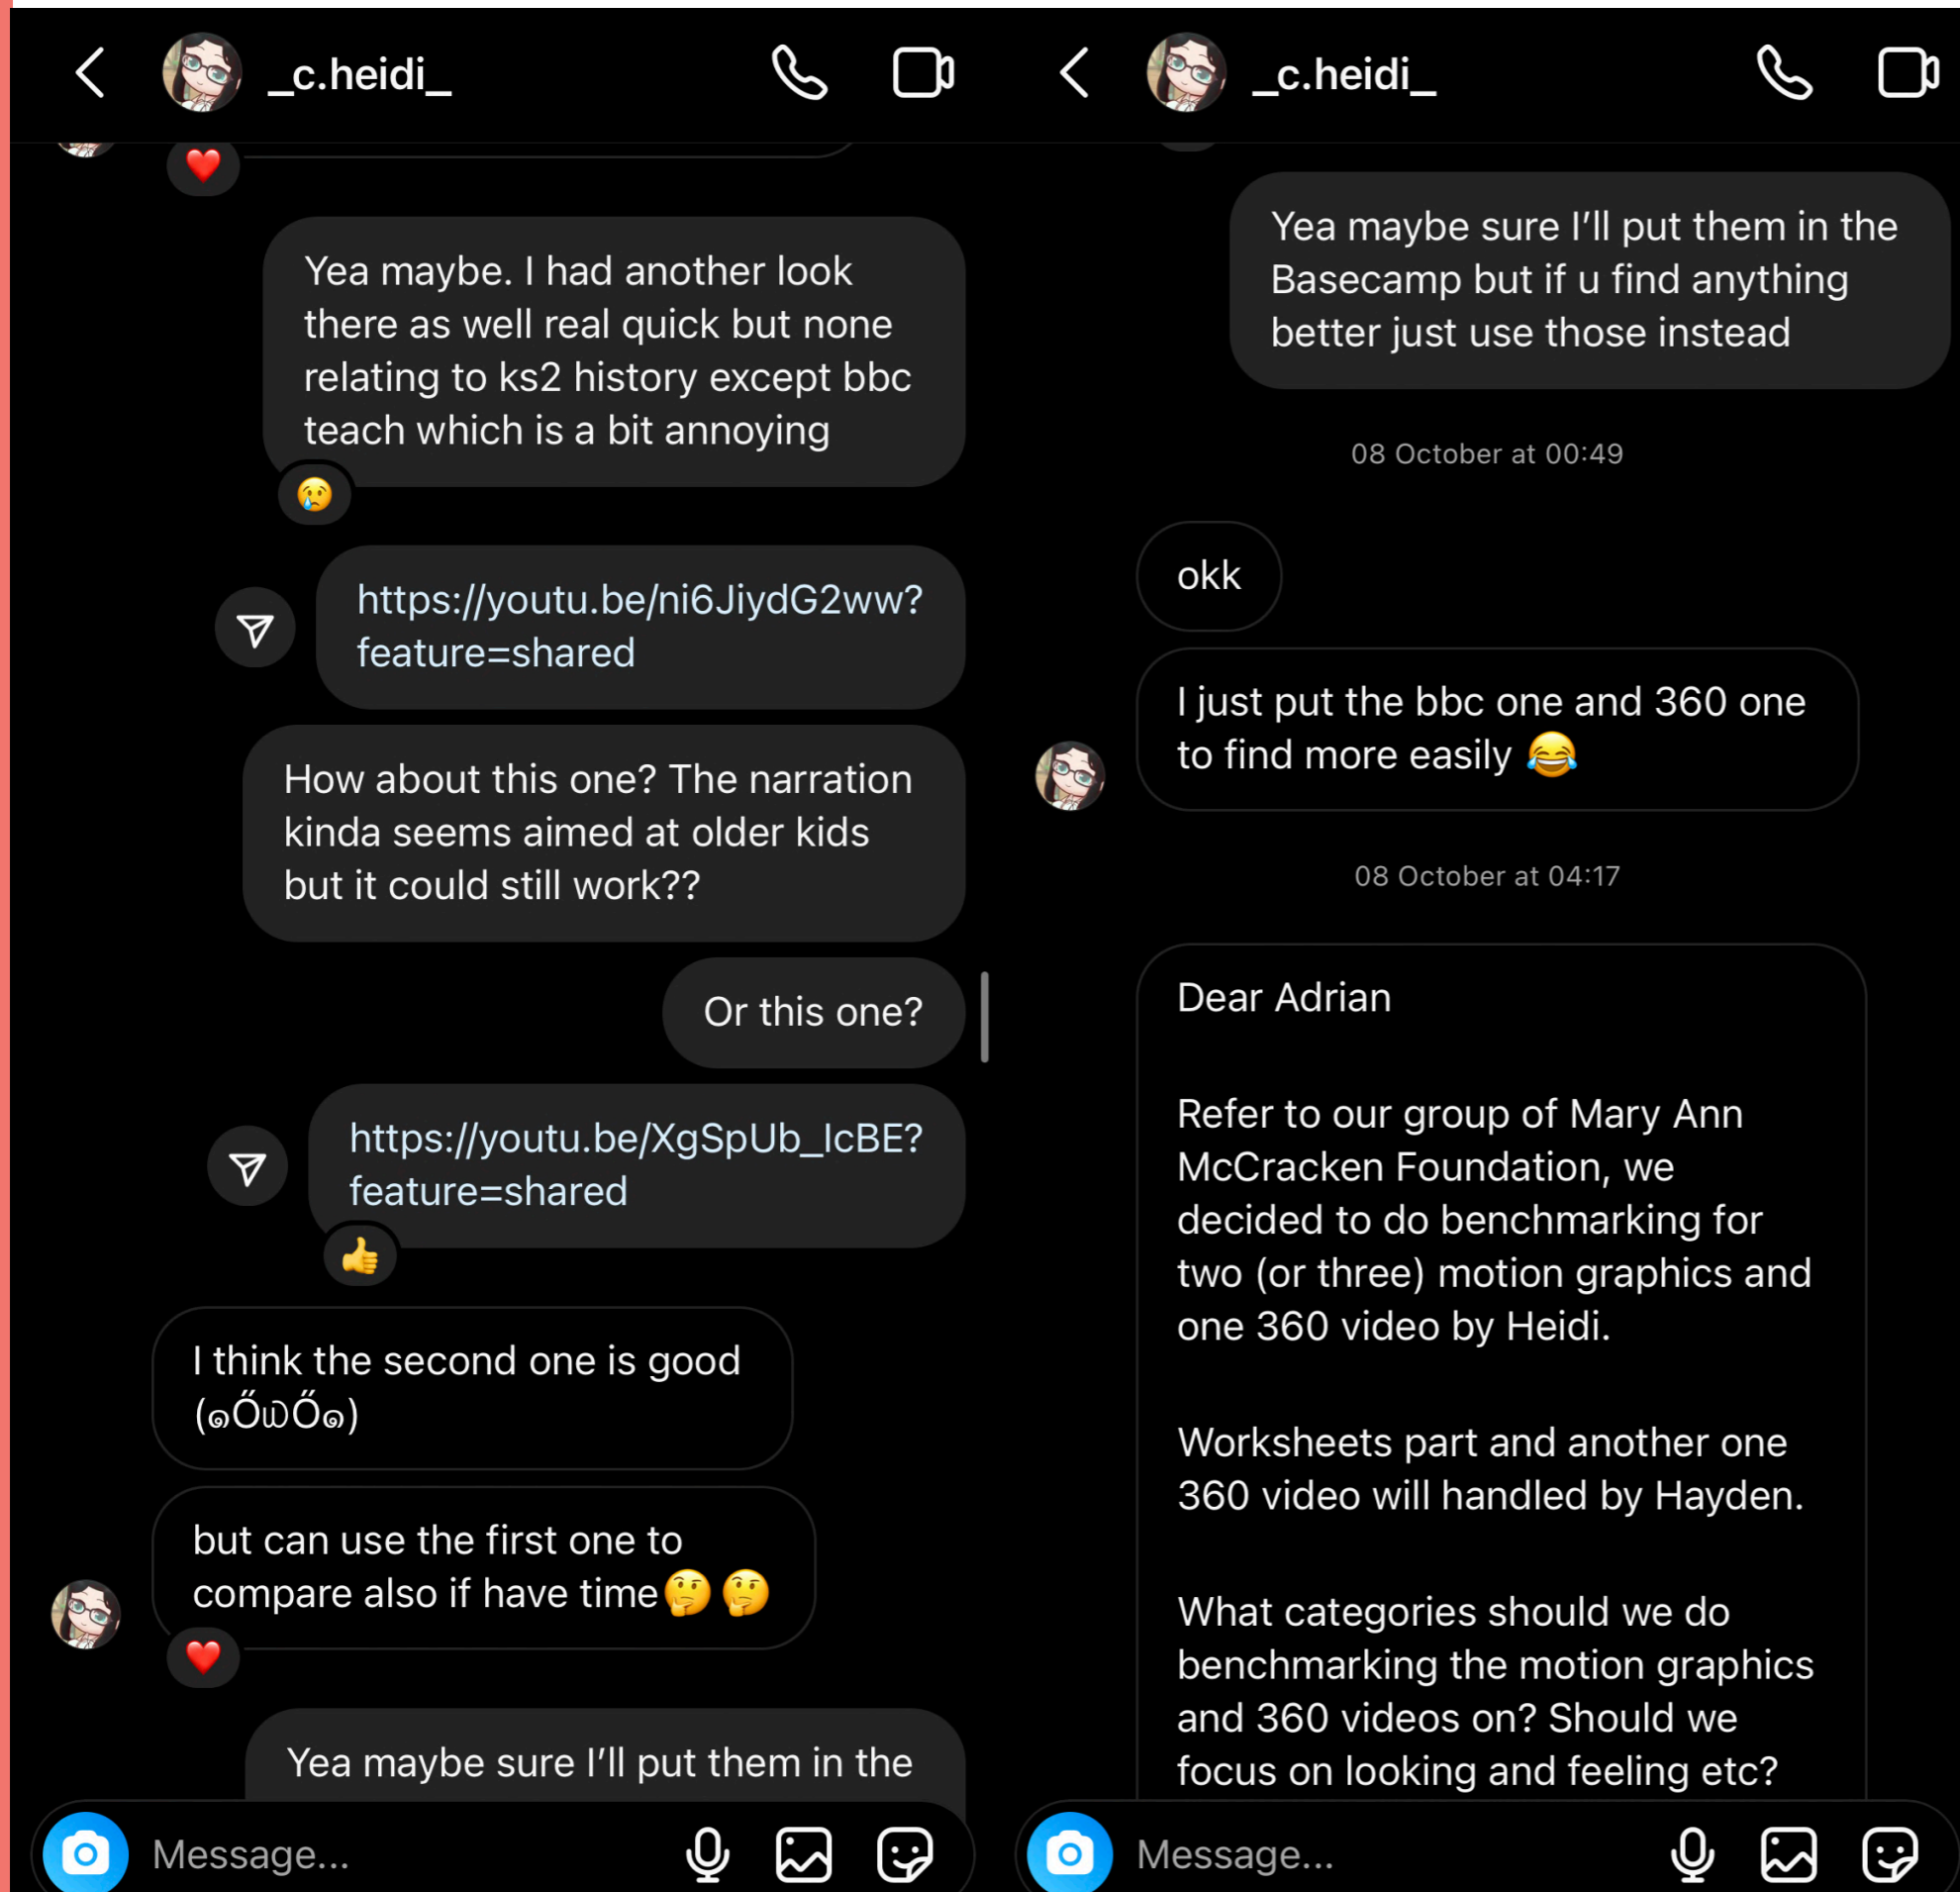 _c.heidi_
Yea maybe. I had another look
there as well real quick but none
relating to ks2 history except bbc
teach which is a bit annoying
https://youtu.be/ni6JiydG2ww?
feature=shared
How about this one? The narration
kinda seems aimed at older kids
but it could still work??
Or this one?
https://youtu.be/XgSpUb_IcBE?
feature=shared
I think the second one is good
(๑ŐయŐ๑)
but can use the first one to
compare also if have time🤔🤔
Yea maybe sure I’ll put them in the
Message...
_c.heidi_
Yea maybe sure I’ll put them in the
Basecamp but if u find anything
better just use those instead
08 October at 00:49
okk
I just put the bbc one and 360 one
to find more easily 😂
08 October at 04:17
Dear Adrian
Refer to our group of Mary Ann
McCracken Foundation, we
decided to do benchmarking for
two (or three) motion graphics and
one 360 video by Heidi.
Worksheets part and another one
360 video will handled by Hayden.
What categories should we do
benchmarking the motion graphics
and 360 videos on? Should we
focus on looking and feeling etc?
Message...